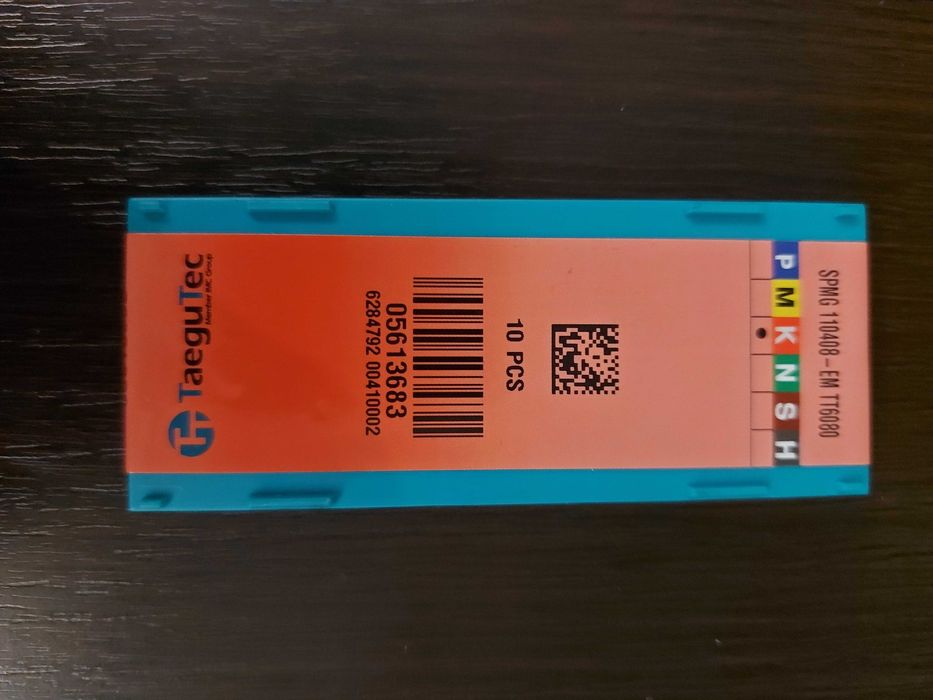 SPMG 110408 - EM TT6080
P M K N S H
10 PCS
05613683
6284792 00410002
TaeguTec
Member IMC Group